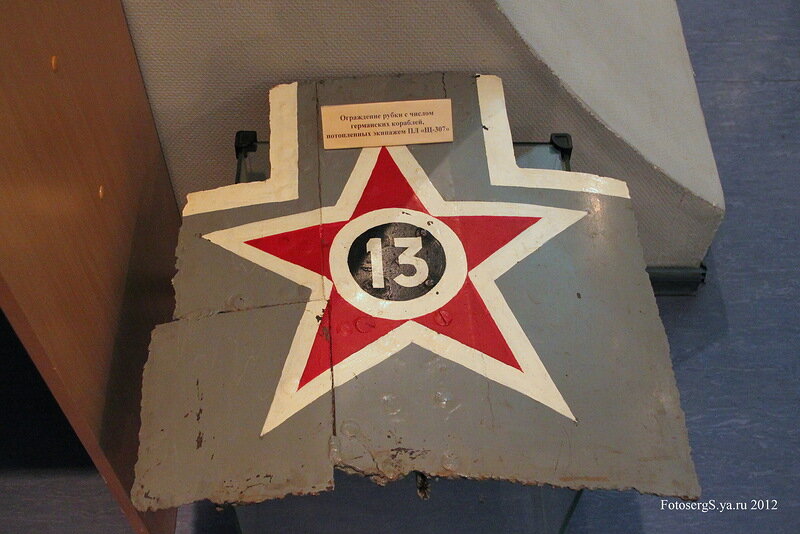 Ограждение рубки с числом
германских кораблей,
потопленных экипажем ПЛ «Щ-307»
13
FotosergS.ya.ru 2012